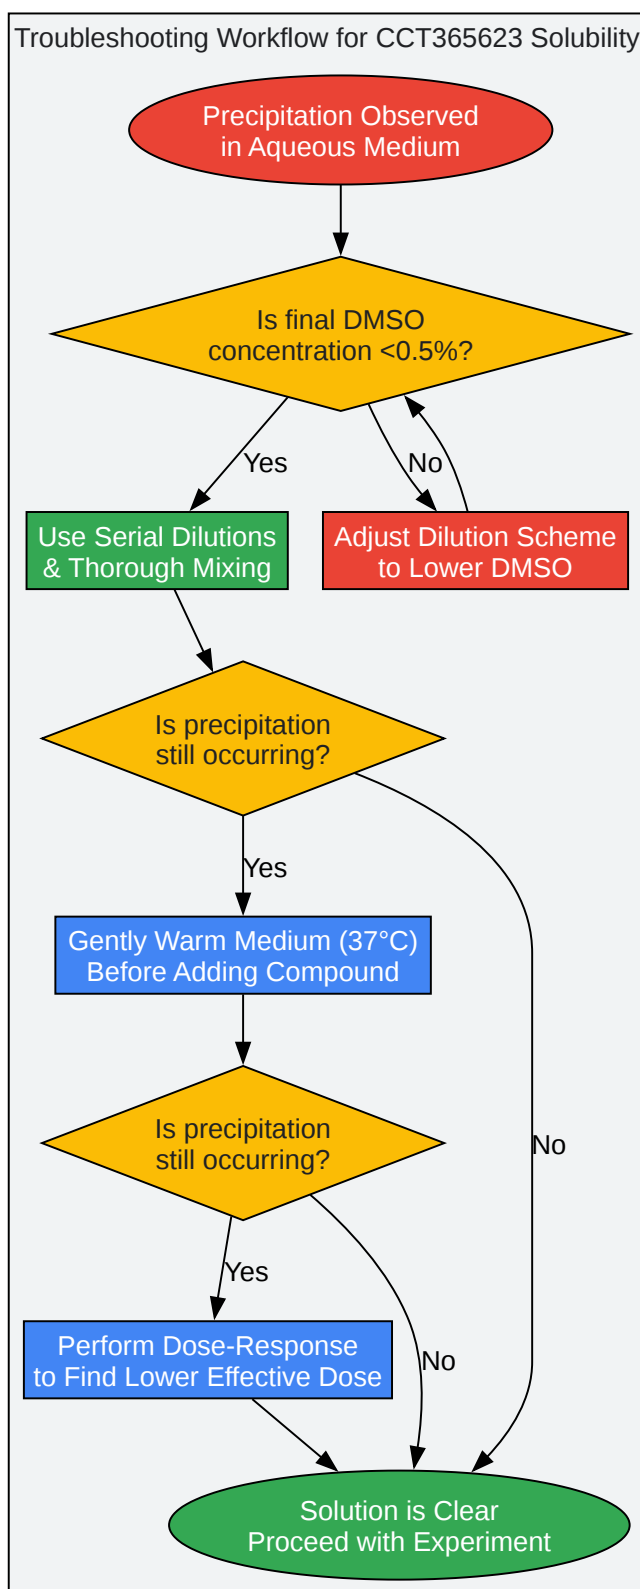 Troubleshooting Workflow for CCT365623 Solubility
Precipitation Observed
in Aqueous Medium
Is final DMSO
concentration <0.5%?
Yes
No
Use Serial Dilutions
& Thorough Mixing
Adjust Dilution Scheme
to Lower DMSO
Is precipitation
still occurring?
Yes
Gently Warm Medium (37°C)
Before Adding Compound
Is precipitation
still occurring?
No
Yes
Perform Dose-Response
to Find Lower Effective Dose
No
Solution is Clear
Proceed with Experiment